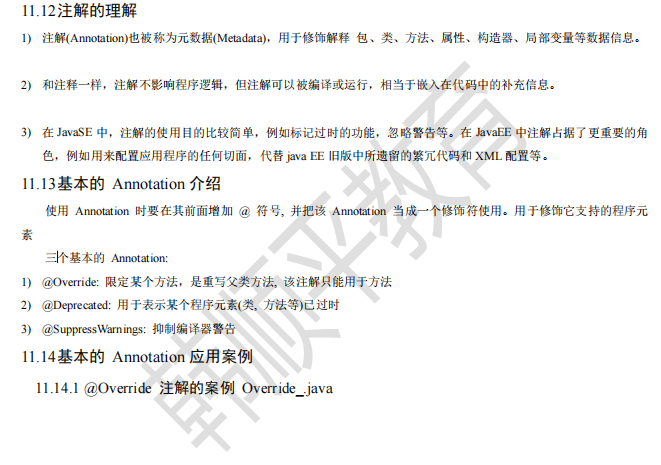 11.12注解的理解
1) 注解(Annotation)也被称为元数据(Metadata)，用于修饰解释 包、类、方法、属性、构造器、局部变量等数据信息。
2) 和注释一样，注解不影响程序逻辑，但注解可以被编译或运行，相当于嵌入在代码中的补充信息。
3) 在 JavaSE 中，注解的使用目的比较简单，例如标记过时的功能，忽略警告等。在 JavaEE 中注解占据了更重要的角
色，例如用来配置应用程序的任何切面，代替 java EE 旧版中所遗留的繁冗代码和 XML 配置等。
11.13基本的 Annotation 介绍
使用 Annotation 时要在其前面增加 @ 符号, 并把该 Annotation 当成一个修饰符使用。用于修饰它支持的程序元
素
三个基本的 Annotation:
1) @Override: 限定某个方法，是重写父类方法, 该注解只能用于方法
2) @Deprecated: 用于表示某个程序元素(类, 方法等)已过时
3) @SuppressWarnings: 抑制编译器警告
11.14基本的 Annotation 应用案例
11.14.1 @Override 注解的案例 Override_.java
韩顺平教育